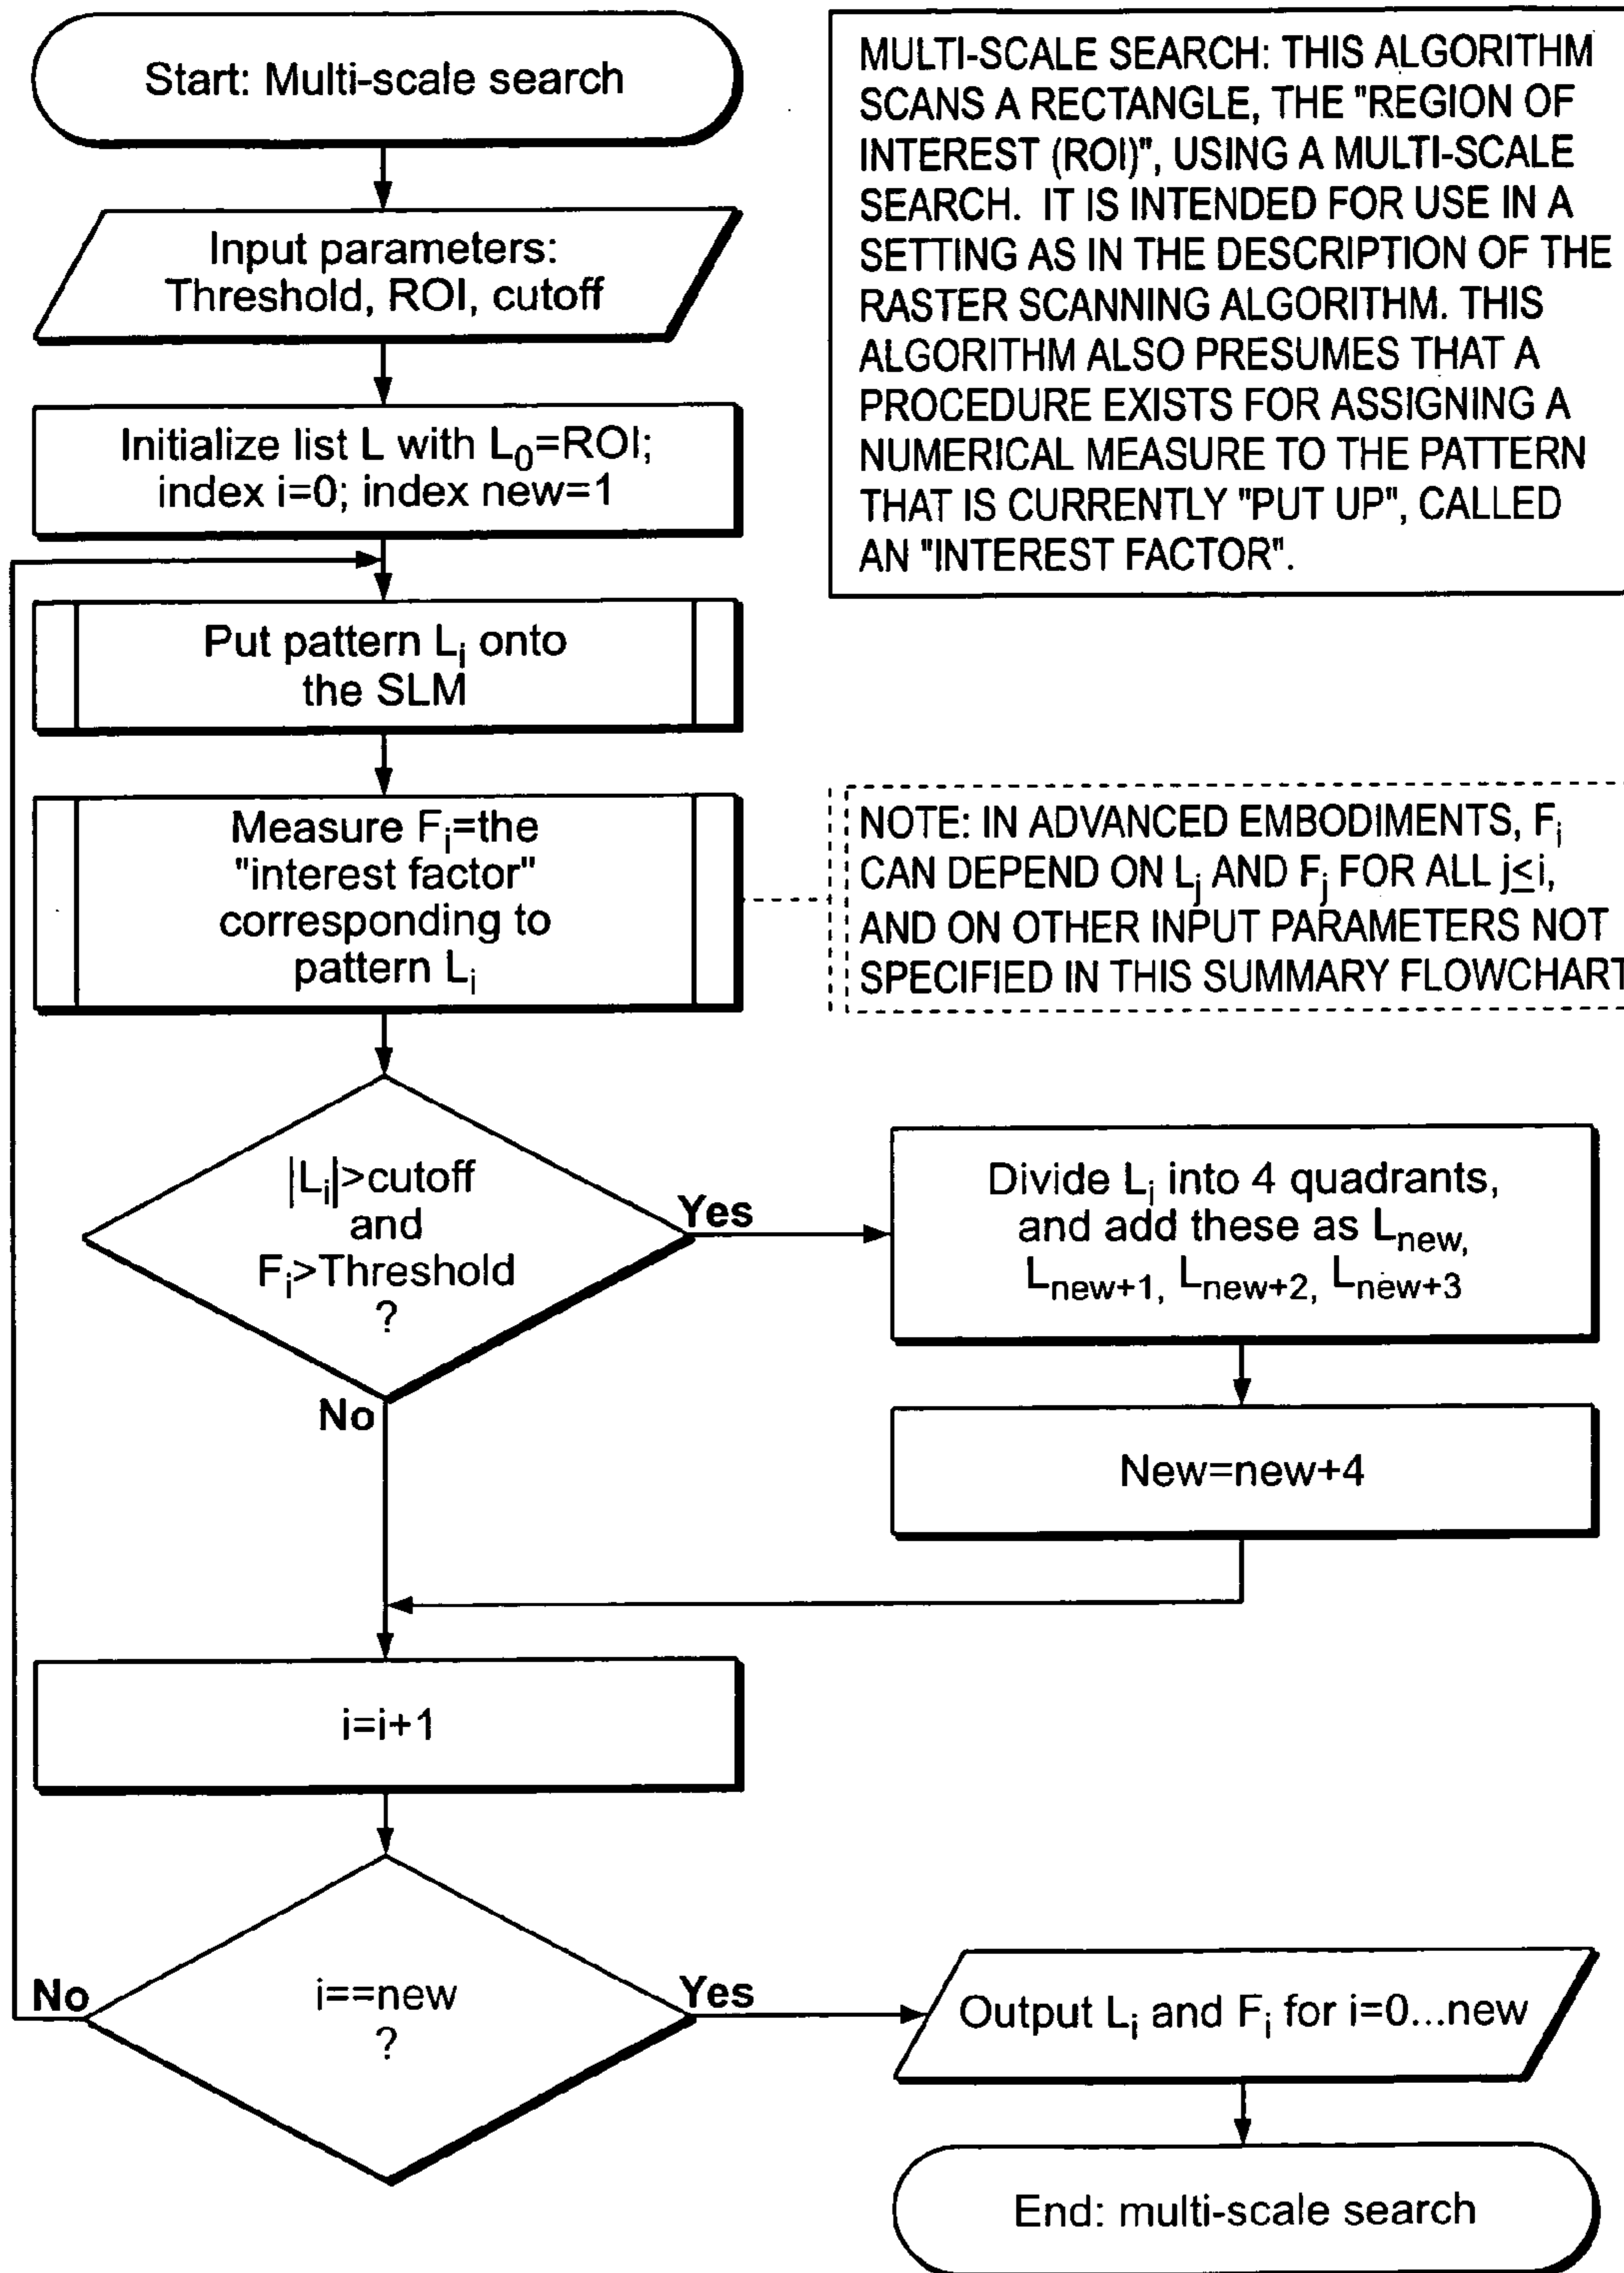 Start: Multi-scale search
Input parameters:
Threshold, ROI, cutoff
Initialize list L with L₀=ROI;
index i=0; index new=1
Put pattern Lᵢ onto
the SLM
Measure Fᵢ=the
"interest factor"
corresponding to
pattern Lᵢ
|Lᵢ|>cutoff
and
Fᵢ>Threshold
?
Yes
No
Divide Lᵢ into 4 quadrants,
and add these as L_new,
L_new+1, L_new+2, L_new+3
New=new+4
i=i+1
i==new
?
No
Yes
Output Lᵢ and Fᵢ for i=0...new
End: multi-scale search
MULTI-SCALE SEARCH: THIS ALGORITHM
SCANS A RECTANGLE, THE "REGION OF
INTEREST (ROI)", USING A MULTI-SCALE
SEARCH. IT IS INTENDED FOR USE IN A
SETTING AS IN THE DESCRIPTION OF THE
RASTER SCANNING ALGORITHM. THIS
ALGORITHM ALSO PRESUMES THAT A
PROCEDURE EXISTS FOR ASSIGNING A
NUMERICAL MEASURE TO THE PATTERN
THAT IS CURRENTLY "PUT UP", CALLED
AN "INTEREST FACTOR".
NOTE: IN ADVANCED EMBODIMENTS, Fᵢ
CAN DEPEND ON Lⱼ AND Fⱼ FOR ALL j≤i,
AND ON OTHER INPUT PARAMETERS NOT
SPECIFIED IN THIS SUMMARY FLOWCHART